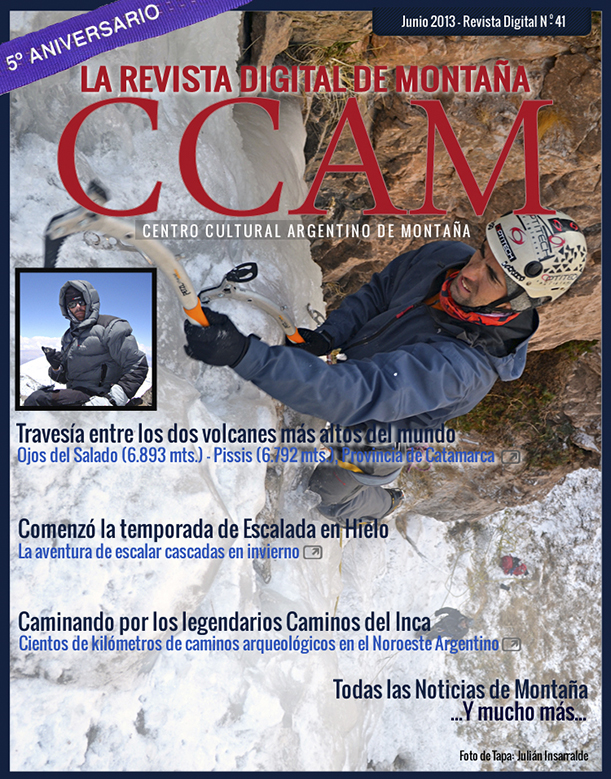 5º ANIVERSARIO
Junio 2013 - Revista Digital Nº 41
LA REVISTA DIGITAL DE MONTAÑA
CCAM
CENTRO CULTURAL ARGENTINO DE MONTAÑA
Travesía entre los dos volcanes más altos del mundo
Ojos del Salado (6.893 mts.) - Pissis (6.792 mts.), Provincia de Catamarca
Comenzó la temporada de Escalada en Hielo
La aventura de escalar cascadas en invierno
Caminando por los legendarios Caminos del Inca
Cientos de kilómetros de caminos arqueológicos en el Noroeste Argentino
Todas las Noticias de Montaña
...Y mucho más...
Foto de Tapa: Julián Insarralde